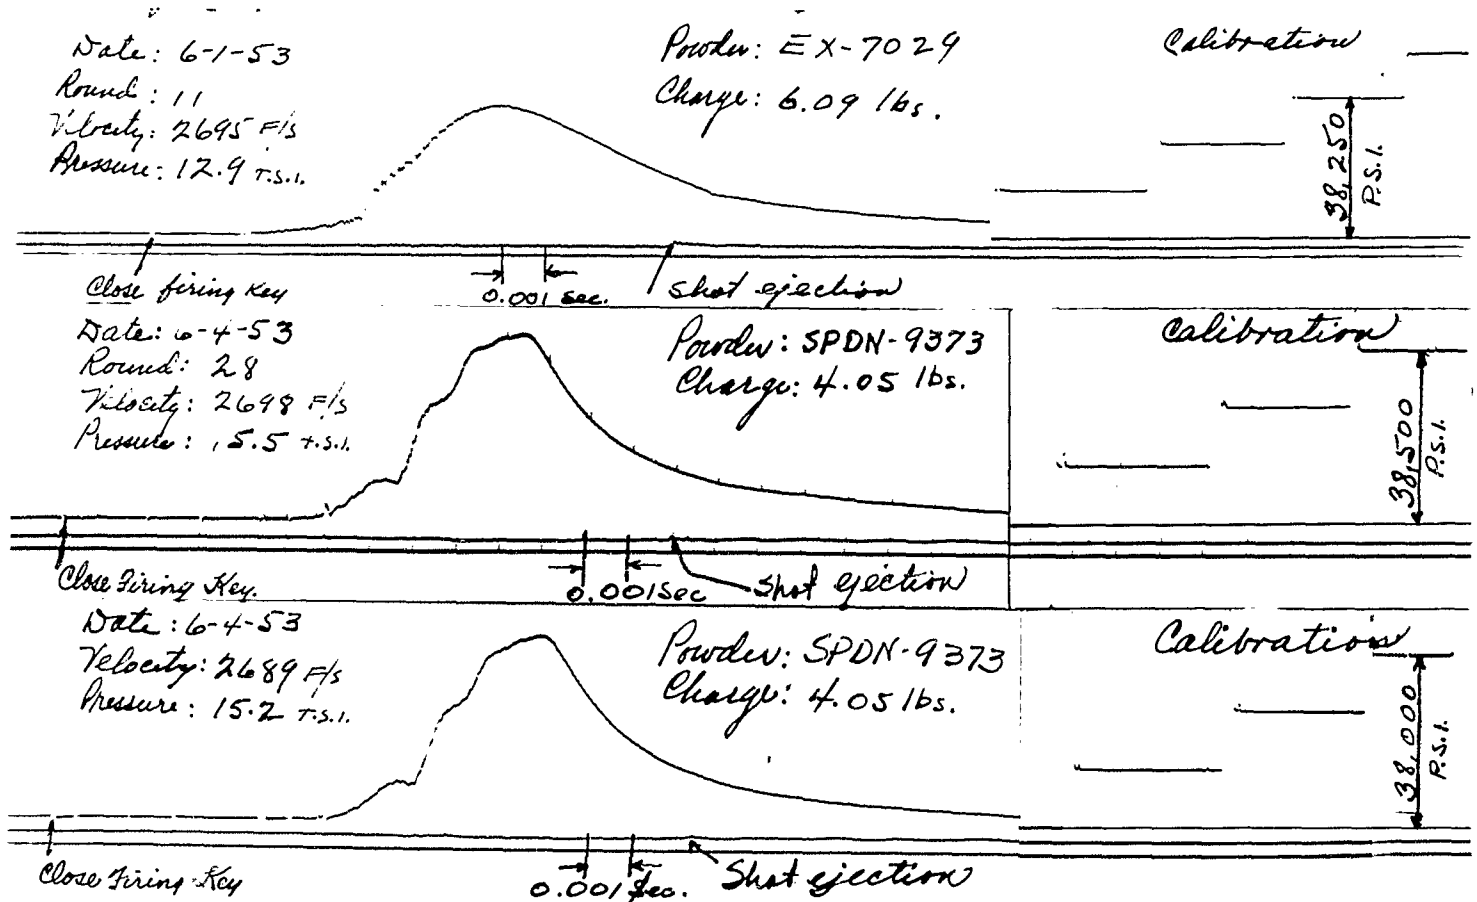 Date: 6-1-53
Round: 11
Velocity: 2695 F/s
Pressure: 12.9 T.S.I.
Powder: EX-7029
Charge: 6.09 lbs.
Calibration
38,250
P.S.I.
Close firing key
0.001 sec.
shot ejection
Date: 6-4-53
Round: 28
Velocity: 2698 F/s
Pressure: 15.5 T.S.I.
Powder: SPDN-9373
Charge: 4.05 lbs.
Calibration
38,500
P.S.I.
Close Firing Key.
0.001 Sec
Shot ejection
Date: 6-4-53
Velocity: 2689 F/s
Pressure: 15.2 T.S.I.
Powder: SPDN-9373
Charge: 4.05 lbs.
Calibration
38,000
P.S.I.
Close Firing Key
0.001 Sec.
Shot ejection